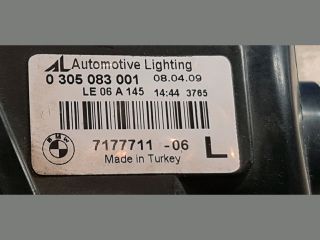 AL Automotive Lighting
0 305 083 001 08.04.09
LE 06 A 145 14:44 3765
BMW
7177711 -06 L
Made in Turkey